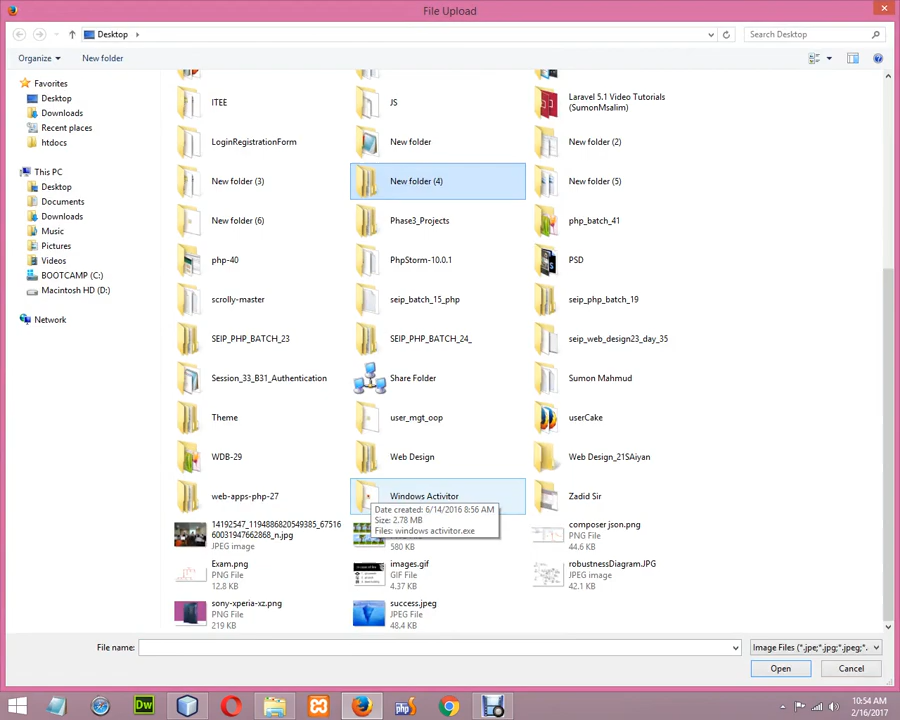 File Upload
Desktop
Search Desktop
Organize
New folder
Favorites
Desktop
Downloads
Recent places
htdocs
This PC
Desktop
Documents
Downloads
Music
Pictures
Videos
BOOTCAMP (C:)
Macintosh HD (D:)
Network
ITEE
JS
Laravel 5.1 Video Tutorials
(SumonMsalim)
LoginRegistrationForm
New folder
New folder (2)
New folder (3)
New folder (4)
New folder (5)
New folder (6)
Phase3_Projects
php_batch_41
php-40
PhpStorm-10.0.1
PSD
scrolly-master
seip_batch_15_php
seip_php_batch_19
SEIP_PHP_BATCH_23
SEIP_PHP_BATCH_24_
seip_web_design23_day_35
Session_33_B31_Authentication
Share Folder
Sumon Mahmud
Theme
user_mgt_oop
userCake
WDB-29
Web Design
Web Design_21SAiyan
web-apps-php-27
Windows Activitor
Zadid Sir
Date created: 6/14/2016 8:56 AM
Size: 2.78 MB
Files: windows activitor.exe
14192547_1194886820549385_67516
60031947662868_n.jpg
JPEG image
580 KB
composer json.png
PNG File
44.6 KB
Exam.png
PNG File
12.8 KB
images.gif
GIF File
4.37 KB
robustnessDiagram.JPG
JPEG image
42.1 KB
sony-xperia-xz.png
PNG File
219 KB
success.jpeg
JPEG File
48.4 KB
File name:
Image Files (*.jpe;*.jpg;*.jpeg;*.
Open
Cancel
Dw
php
10:54 AM
2/16/2017